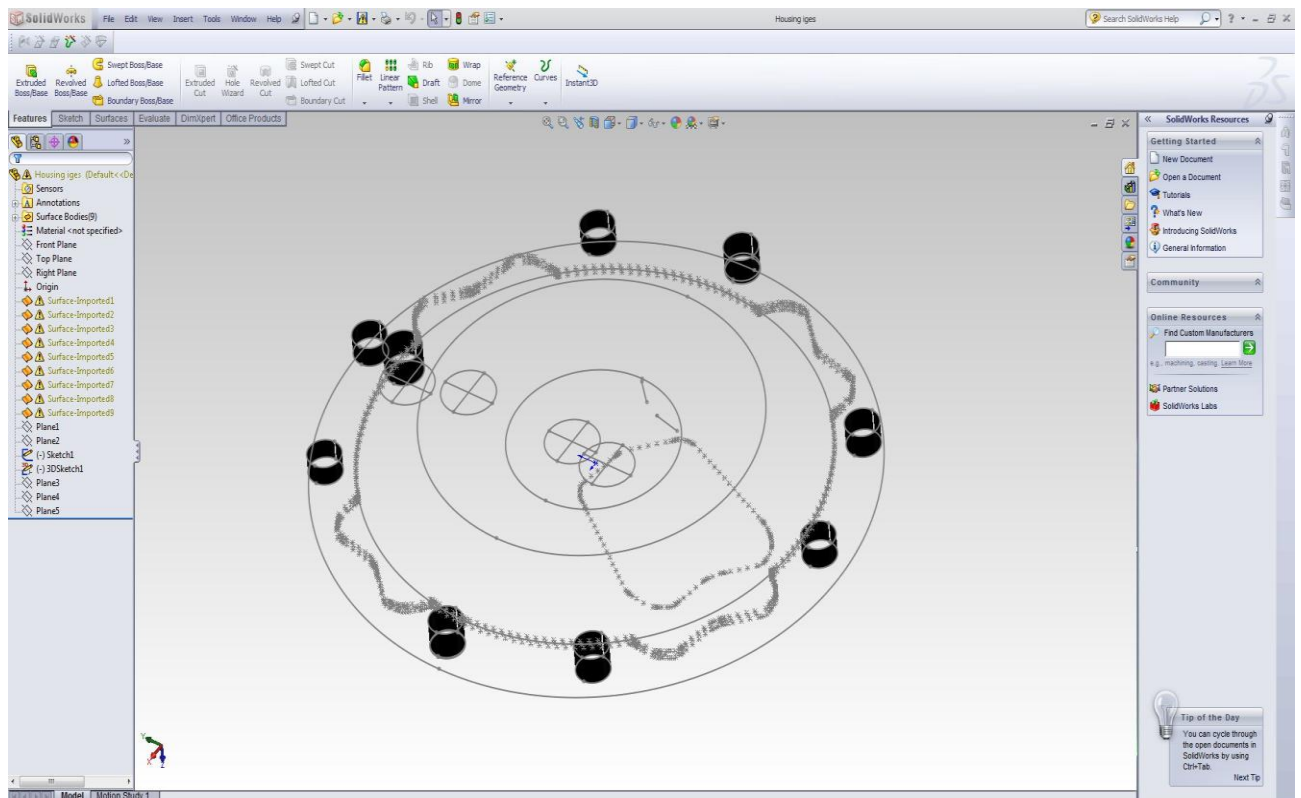 SolidWorks File Edit View Insert Tools Window Help Housing iges Search SolidWorks Help
Extruded Boss/Base
Revolved Boss/Base
Swept Boss/Base
Lofted Boss/Base
Boundary Boss/Base
Extruded Cut
Hole Wizard
Revolved Cut
Swept Cut
Lofted Cut
Boundary Cut
Fillet
Linear Pattern
Rib
Draft
Shell
Wrap
Dome
Mirror
Reference Geometry
Curves
Instant3D
Features Sketch Surfaces Evaluate DimXpert Office Products
Housing iges (Default<<De
Sensors
Annotations
Surface Bodies(9)
Material <not specified>
Front Plane
Top Plane
Right Plane
Origin
Surface-Imported1
Surface-Imported2
Surface-Imported3
Surface-Imported4
Surface-Imported5
Surface-Imported6
Surface-Imported7
Surface-Imported8
Surface-Imported9
Plane1
Plane2
(-) Sketch1
(-) 3DSketch1
Plane3
Plane4
Plane5
SolidWorks Resources
Getting Started
New Document
Open a Document
Tutorials
What's New
Introducing SolidWorks
General Information
Community
Online Resources
Find Custom Manufacturers
e.g., machining, casting, Learn More
Partner Solutions
SolidWorks Labs
Tip of the Day
You can cycle through
the open documents in
SolidWorks by using
Ctrl+Tab.
Next Tip
Y
X
Z
Model Motion Study 1